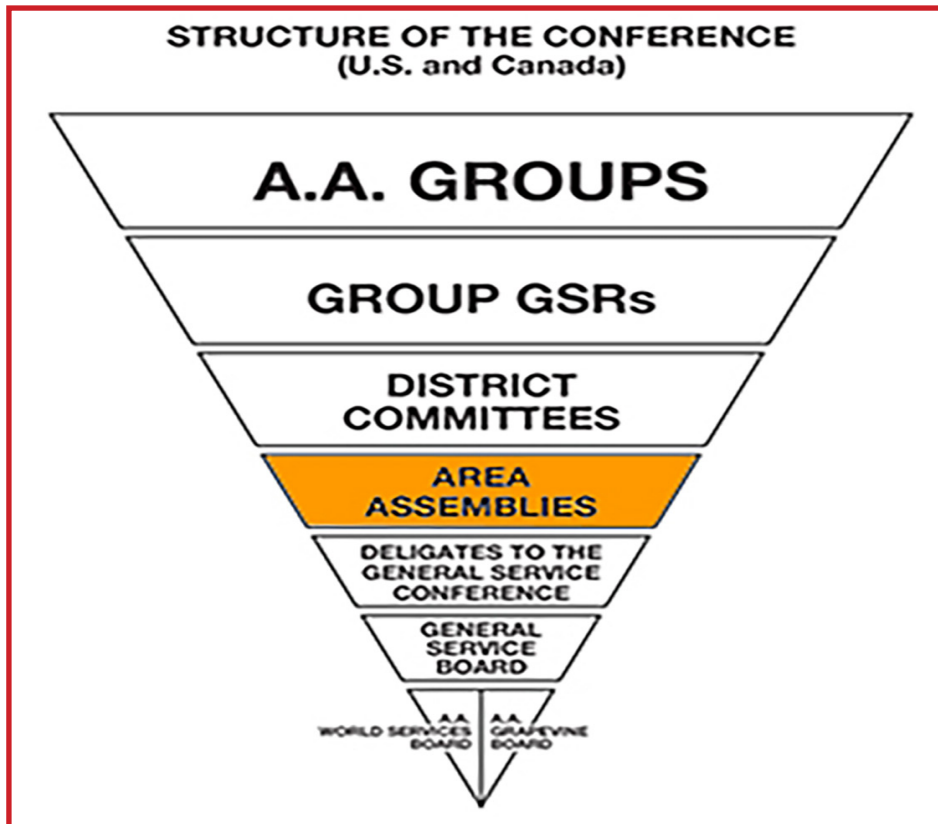 STRUCTURE OF THE CONFERENCE
(U.S. and Canada)
A.A. GROUPS
GROUP GSRs
DISTRICT
COMMITTEES
AREA
ASSEMBLIES
DELIGATES TO THE
GENERAL SERVICE
CONFERENCE
GENERAL
SERVICE
BOARD
A.A.
WORLD SERVICES
BOARD
A.A.
GRAPEVINE
BOARD